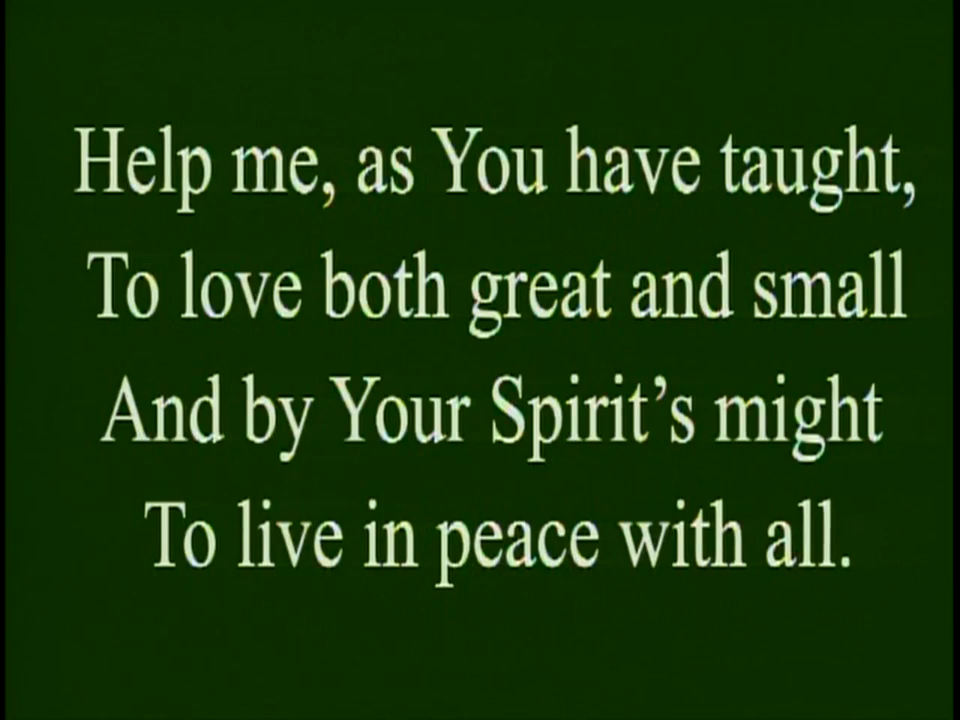 Help me, as You have taught,
To love both great and small
And by Your Spirit’s might
To live in peace with all.